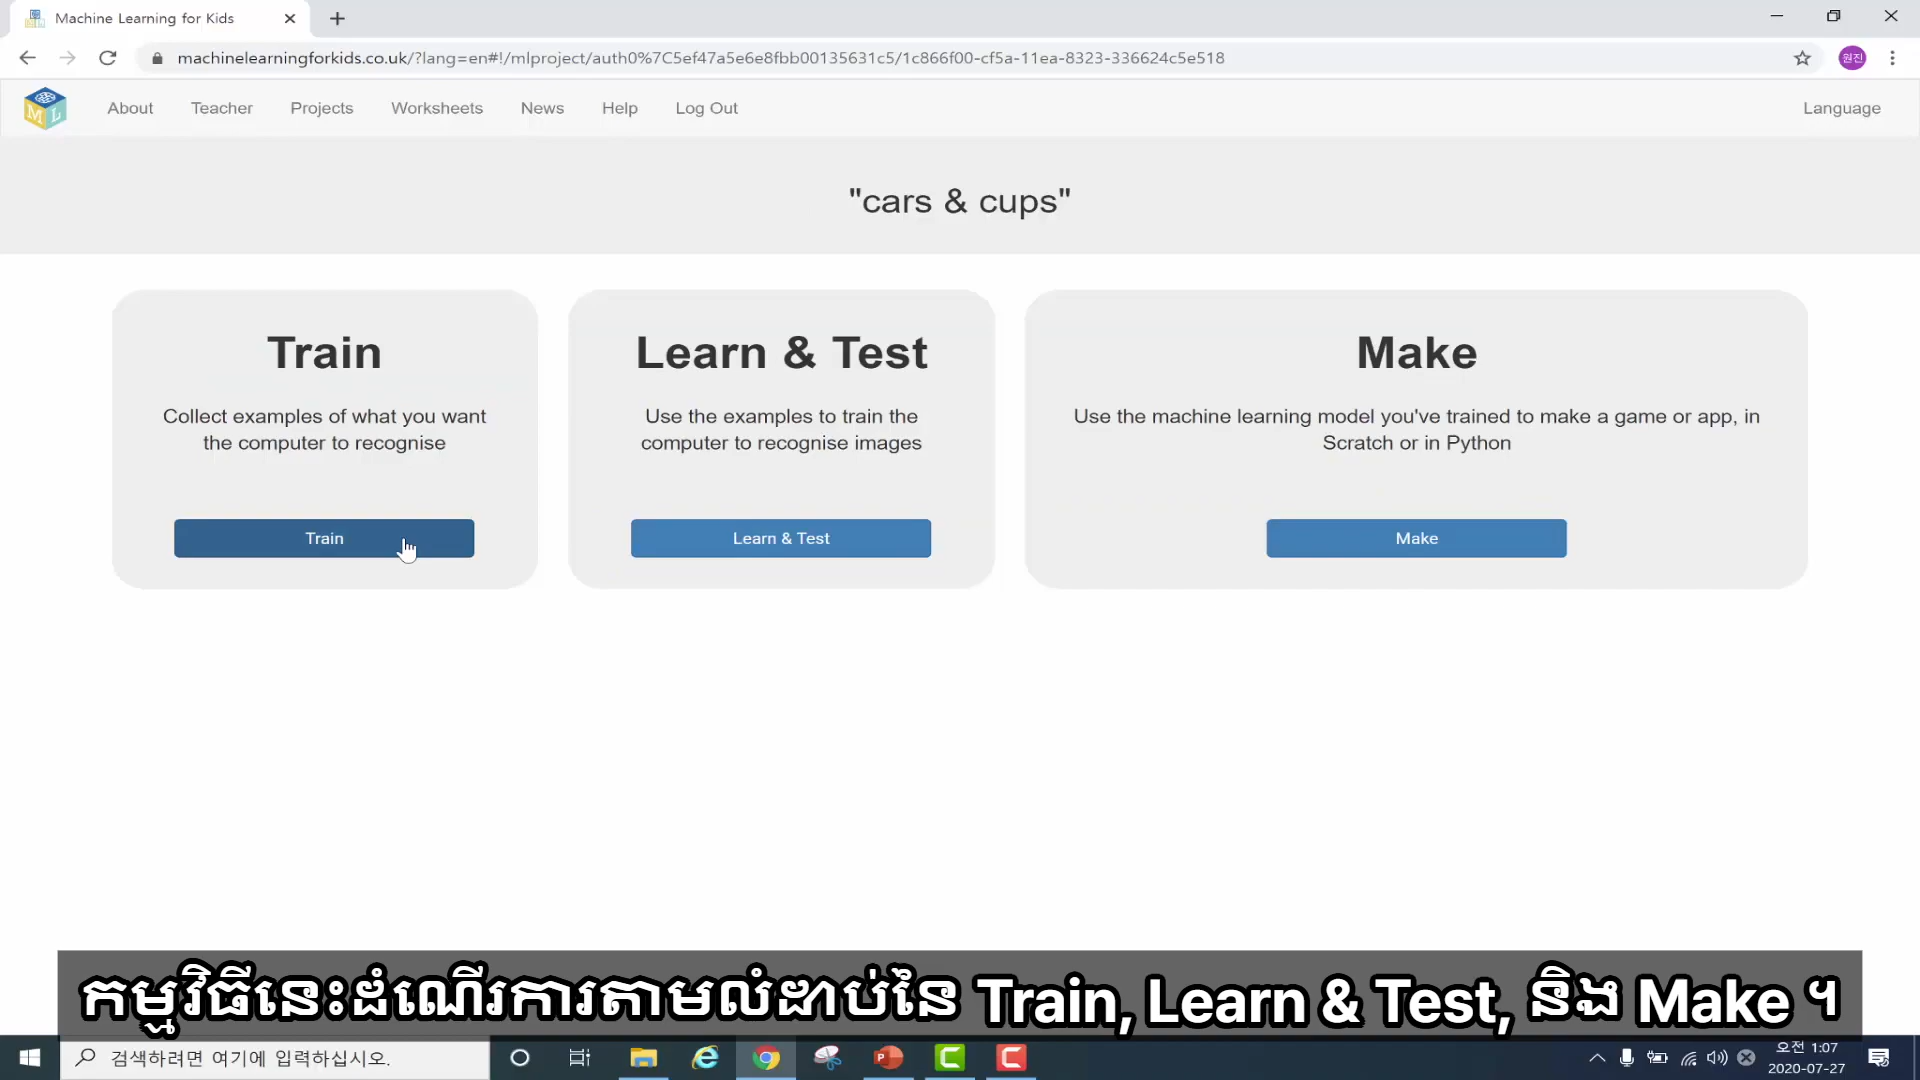 Machine Learning for Kids
machinelearningforkids.co.uk/?lang=en#!/mlproject/auth0%7C5ef47a5e6e8fbb00135631c5/1c866f00-cf5a-11ea-8323-336624c5e518
원진
ML
About Teacher Projects Worksheets News Help Log Out Language
"cars & cups"
Train
Collect examples of what you want
the computer to recognise
Train
Learn & Test
Use the examples to train the
computer to recognise images
Learn & Test
Make
Use the machine learning model you've trained to make a game or app, in
Scratch or in Python
Make
កម្មវិធីនេះដំណើរការតាមលំដាប់នៃ Train, Learn & Test, និង Make ។
검색하려면 여기에 입력하십시오.
오전 1:07
2020-07-27